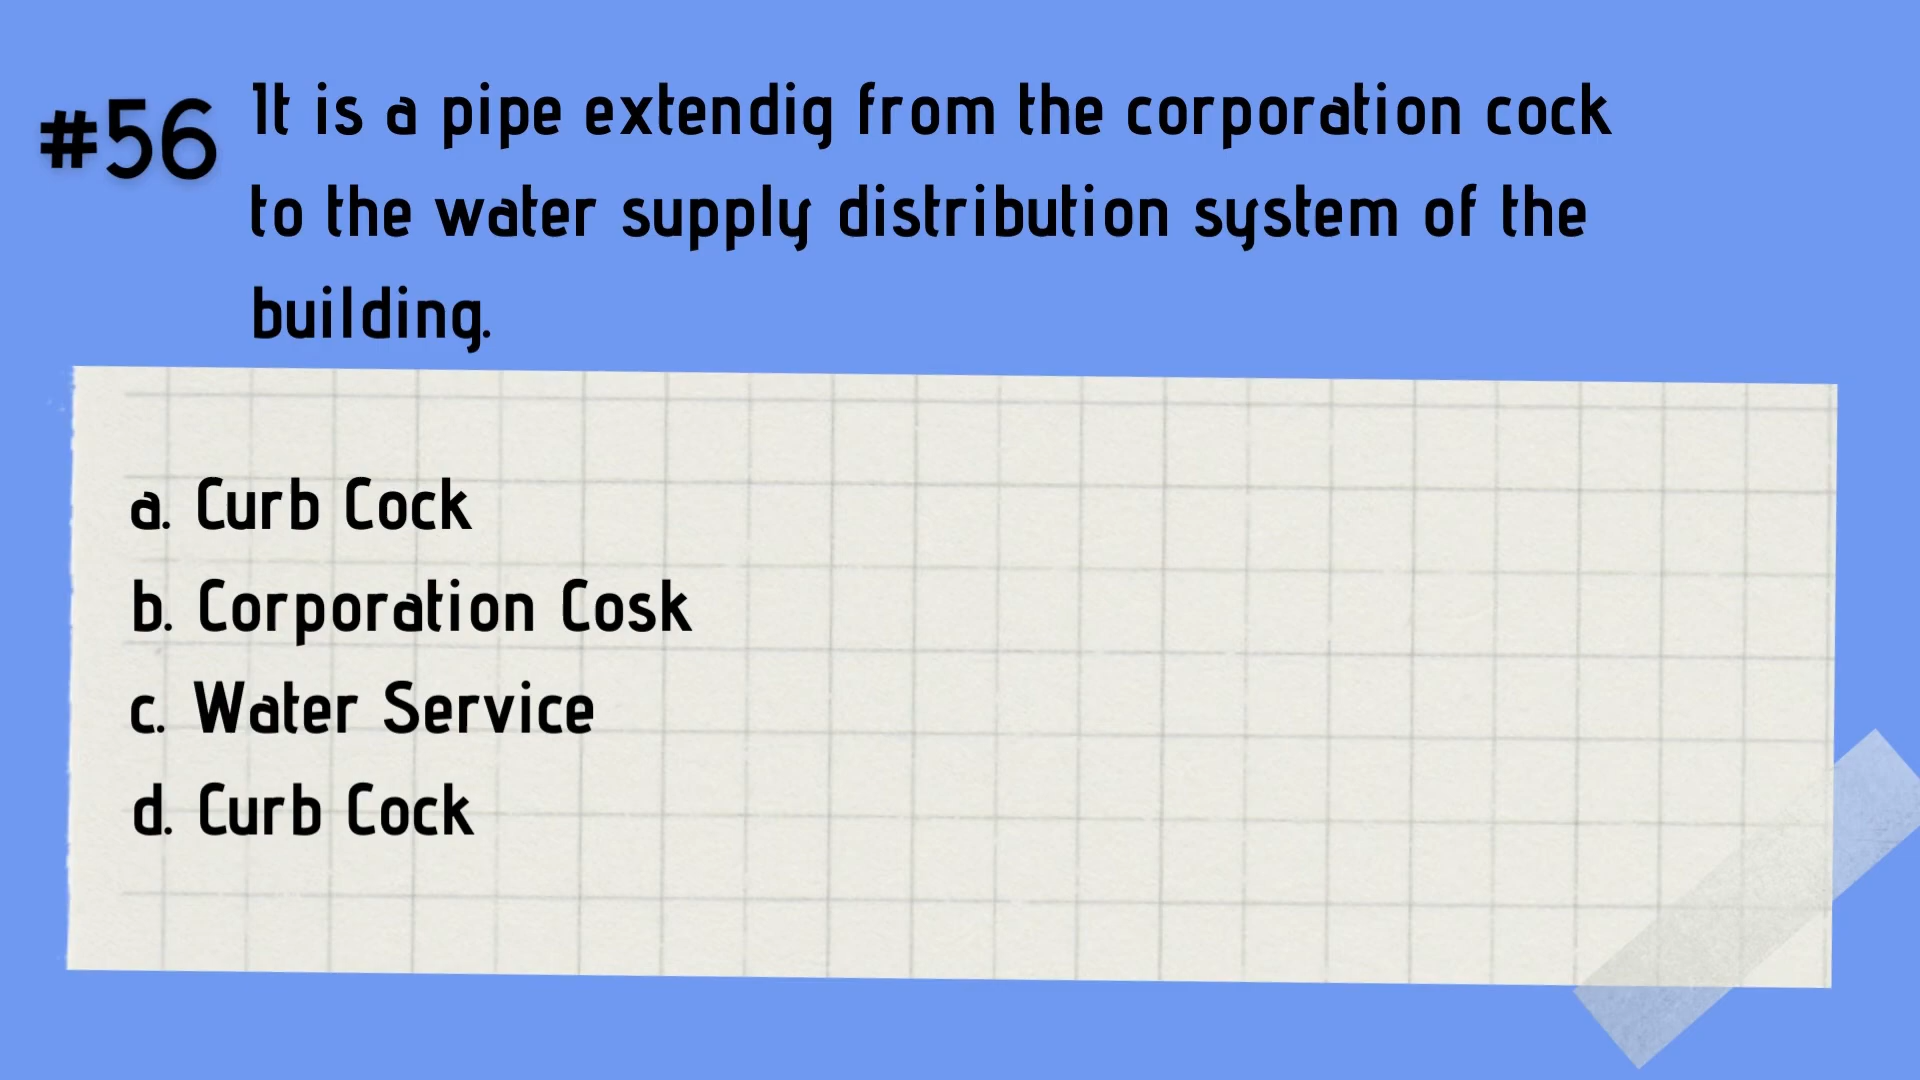 #56 It is a pipe extendig from the corporation cock
to the water supply distribution system of the
building.
a. Curb Cock
b. Corporation Cosk
c. Water Service
d. Curb Cock